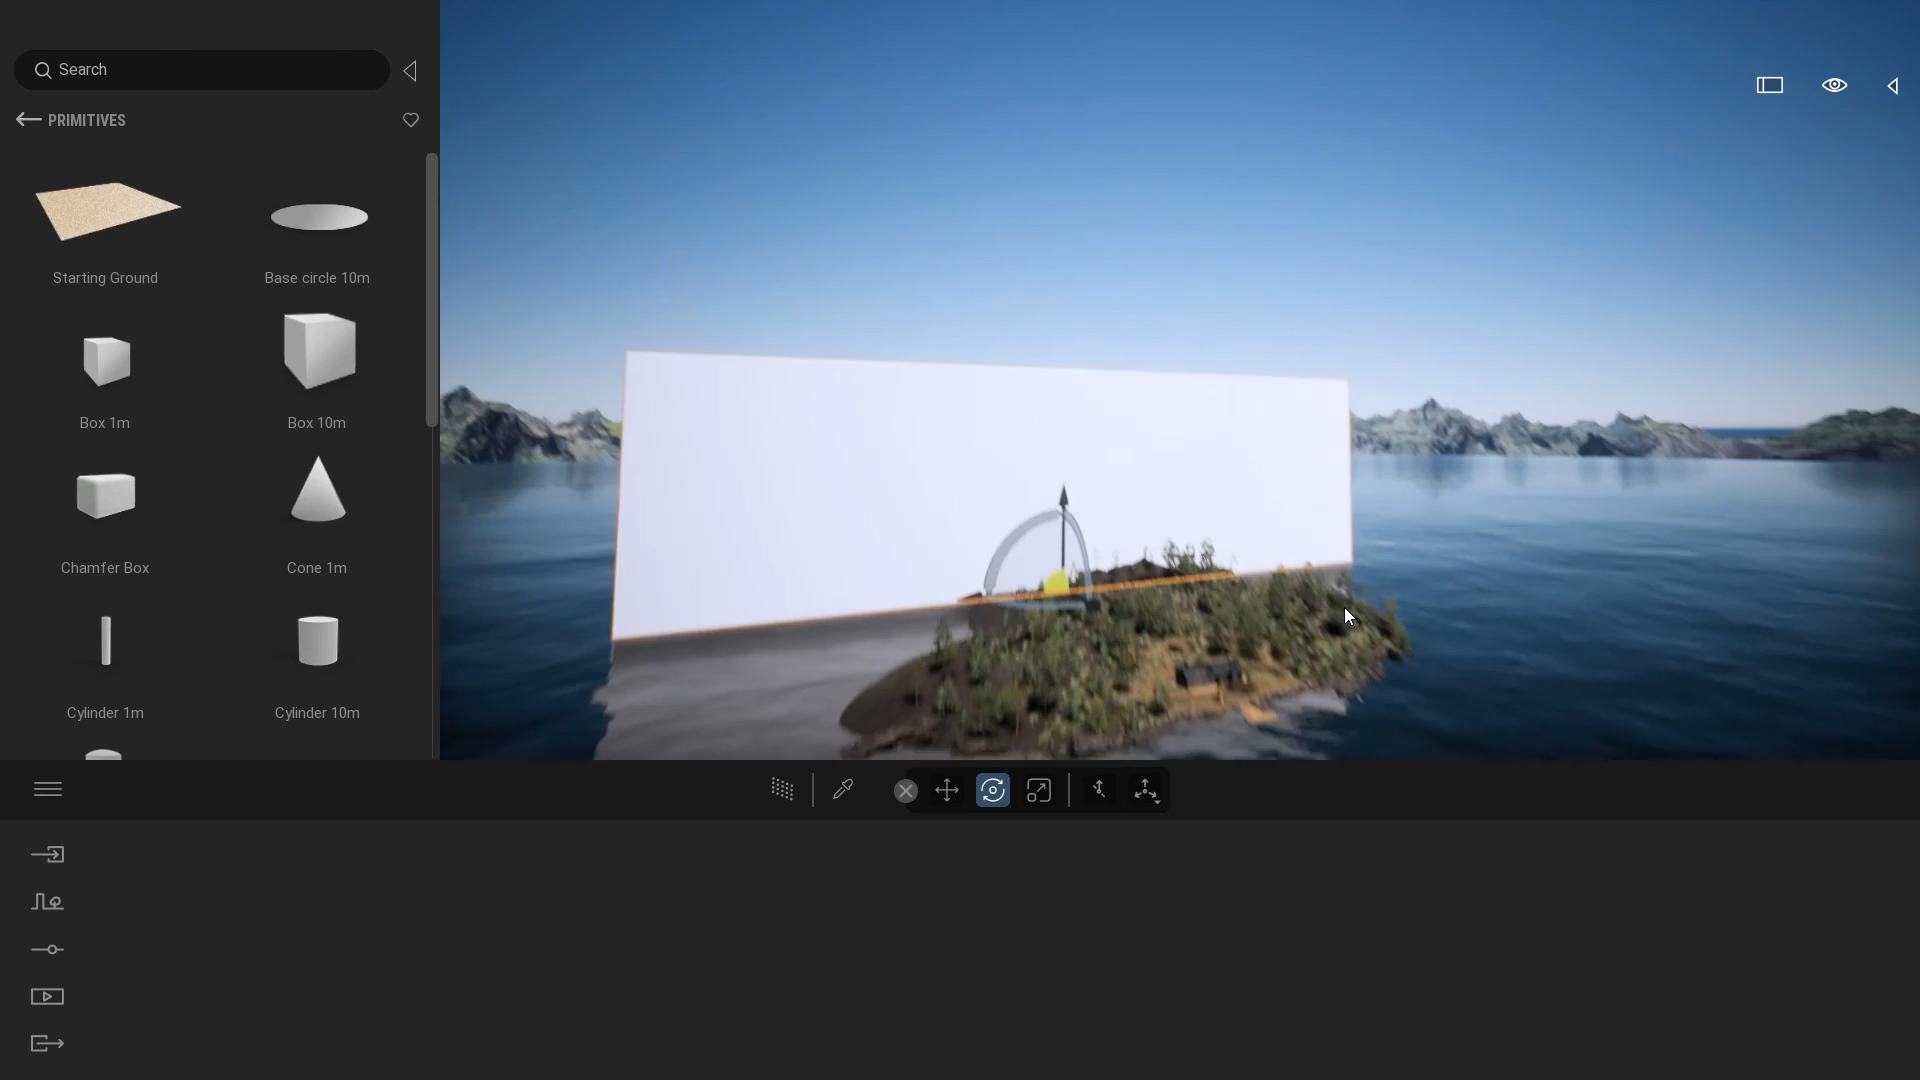 Search
PRIMITIVES
Starting Ground
Base circle 10m
Box 1m
Box 10m
Chamfer Box
Cone 1m
Cylinder 1m
Cylinder 10m